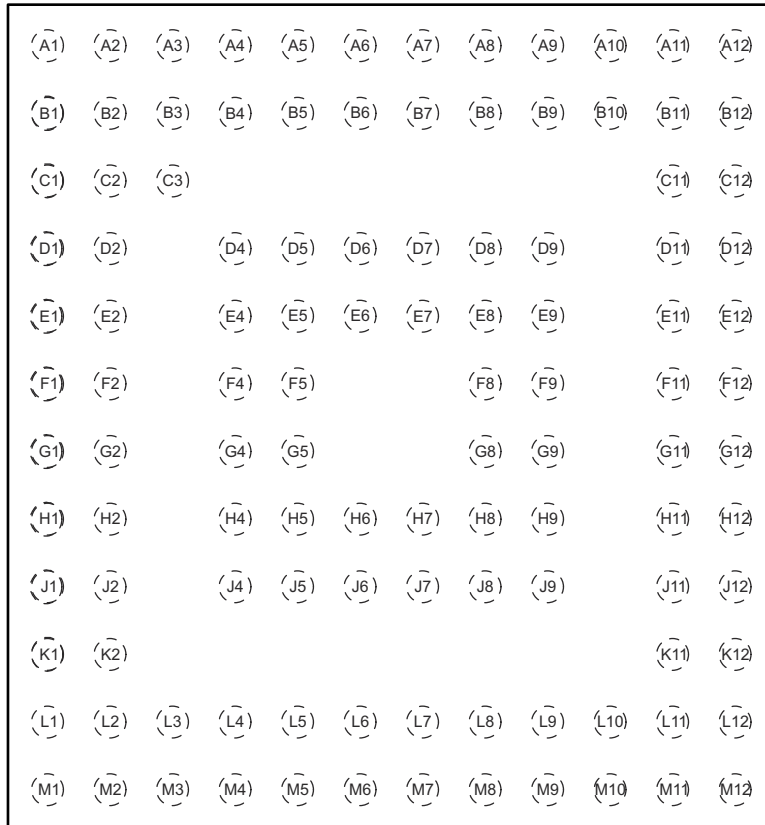 A1 A2 A3 A4 A5 A6 A7 A8 A9 A10 A11 A12
B1 B2 B3 B4 B5 B6 B7 B8 B9 B10 B11 B12
C1 C2 C3 C11 C12
D1 D2 D4 D5 D6 D7 D8 D9 D11 D12
E1 E2 E4 E5 E6 E7 E8 E9 E11 E12
F1 F2 F4 F5 F8 F9 F11 F12
G1 G2 G4 G5 G8 G9 G11 G12
H1 H2 H4 H5 H6 H7 H8 H9 H11 H12
J1 J2 J4 J5 J6 J7 J8 J9 J11 J12
K1 K2 K11 K12
L1 L2 L3 L4 L5 L6 L7 L8 L9 L10 L11 L12
M1 M2 M3 M4 M5 M6 M7 M8 M9 M10 M11 M12